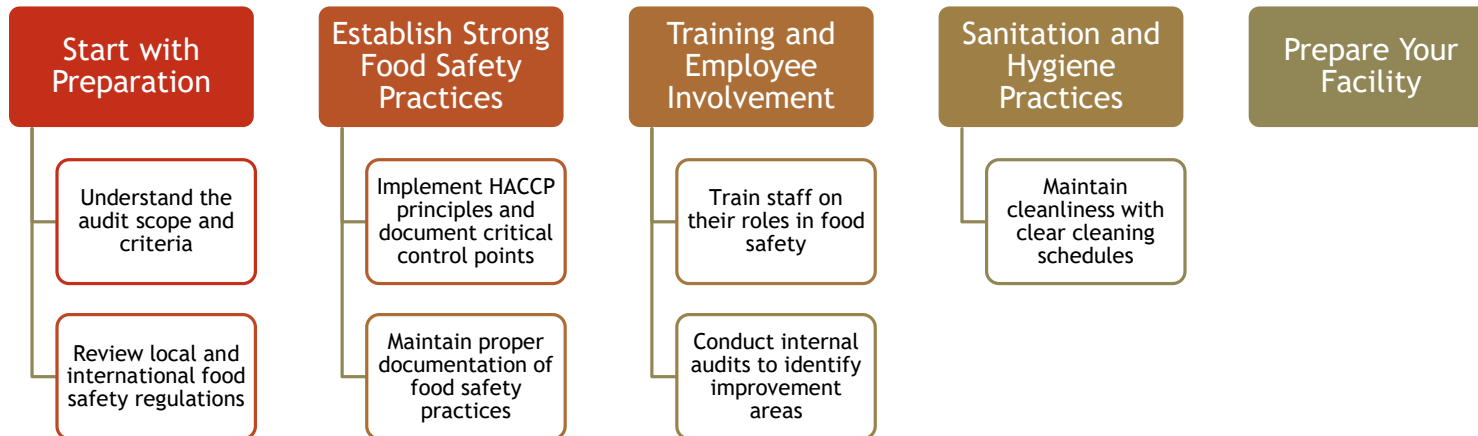 Start with
Preparation
Understand the
audit scope and
criteria
Review local and
international food
safety regulations
Establish Strong
Food Safety
Practices
Implement HACCP
principles and
document critical
control points
Maintain proper
documentation of
food safety
practices
Training and
Employee
Involvement
Train staff on
their roles in food
safety
Conduct internal
audits to identify
improvement
areas
Sanitation and
Hygiene
Practices
Maintain
cleanliness with
clear cleaning
schedules
Prepare Your
Facility